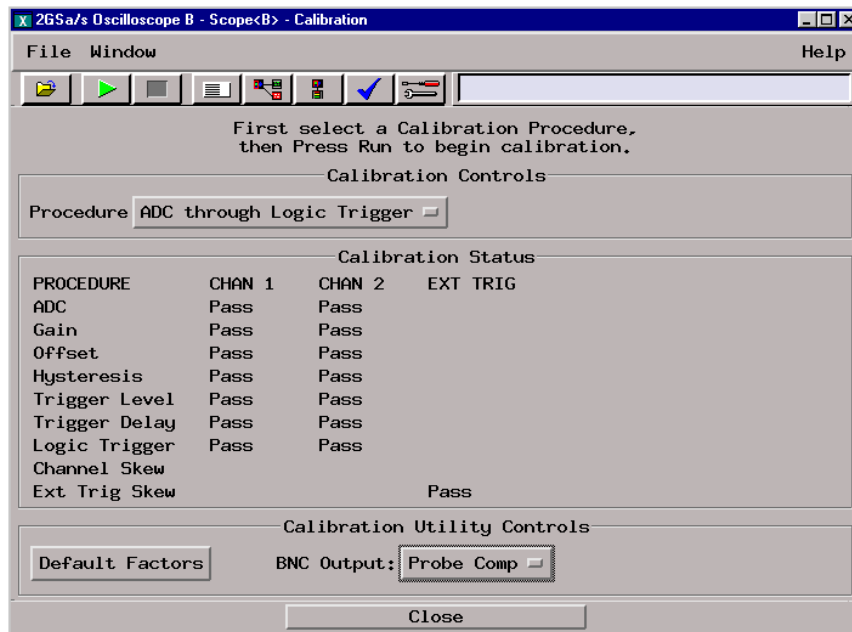 2GSa/s Oscilloscope B - Scope<B> - Calibration
File Window Help
First select a Calibration Procedure,
then Press Run to begin calibration.
Calibration Controls
Procedure ADC through Logic Trigger
Calibration Status
PROCEDURE CHAN 1 CHAN 2 EXT TRIG
ADC Pass Pass
Gain Pass Pass
Offset Pass Pass
Hysteresis Pass Pass
Trigger Level Pass Pass
Trigger Delay Pass Pass
Logic Trigger Pass Pass
Channel Skew
Ext Trig Skew Pass
Calibration Utility Controls
Default Factors BNC Output: Probe Comp
Close